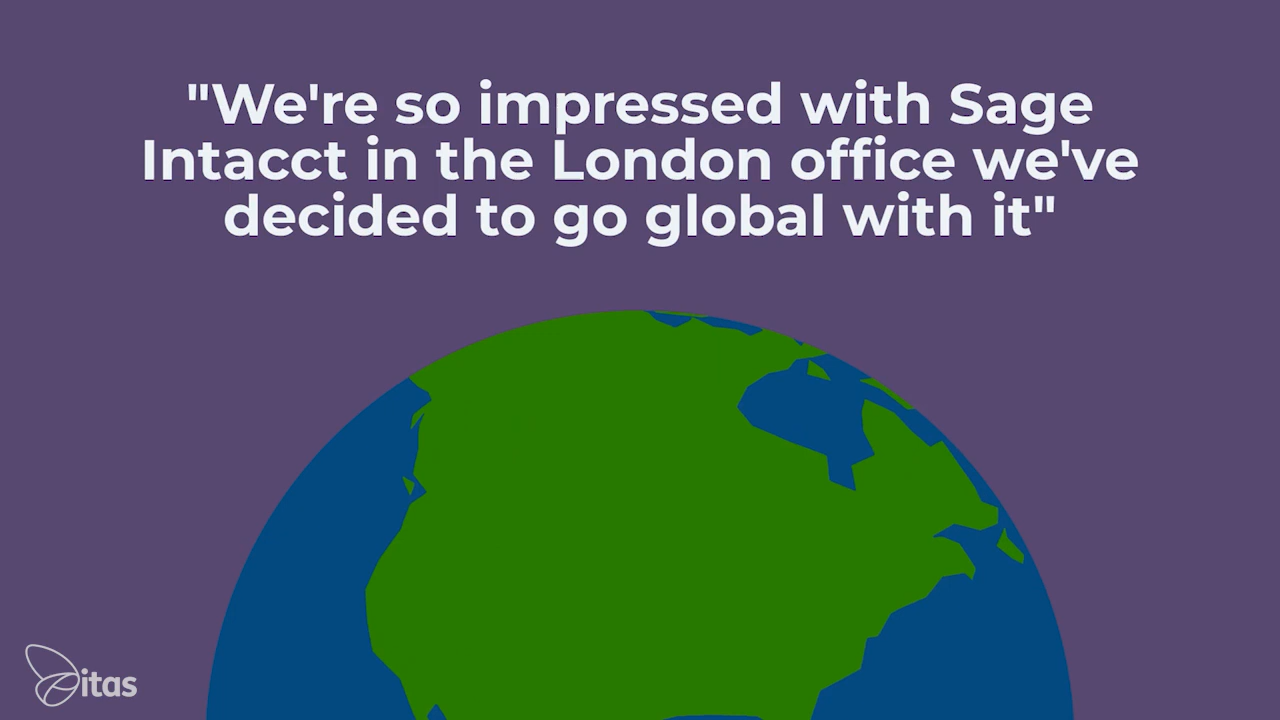 "We're so impressed with Sage
Intacct in the London office we've
decided to go global with it"
itas